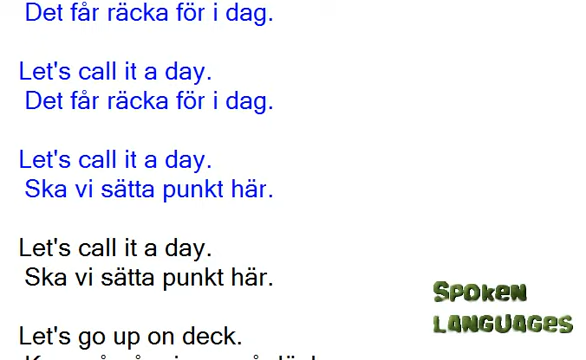 Det får räcka för i dag.
Let's call it a day.
Det får räcka för i dag.
Let's call it a day.
Ska vi sätta punkt här.
Let's call it a day.
Ska vi sätta punkt här.
Let's go up on deck.
SPOKEN
LANGUAGES